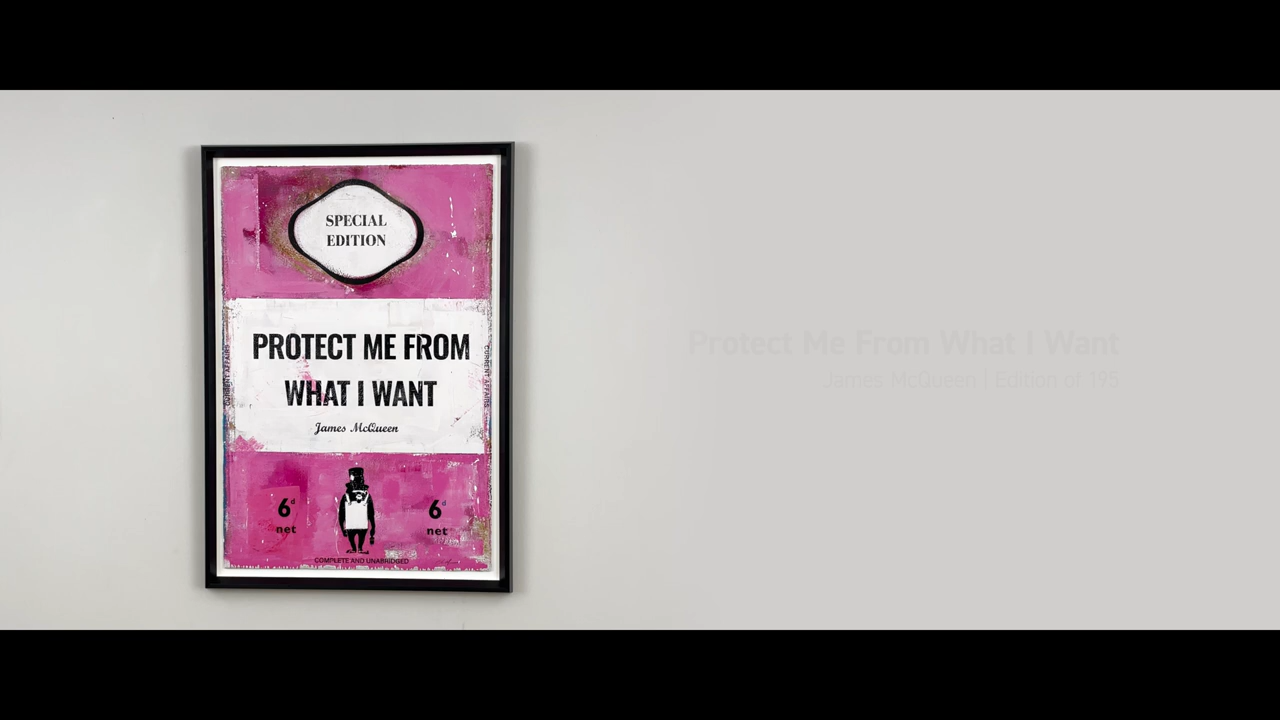 SPECIAL
EDITION
PROTECT ME FROM
WHAT I WANT
James McQueen
CURRENT AFFAIRS
CURRENT AFFAIRS
6d
net
6d
net
COMPLETE AND UNABRIDGED
Protect Me From What I Want
James McQueen | Edition of 195